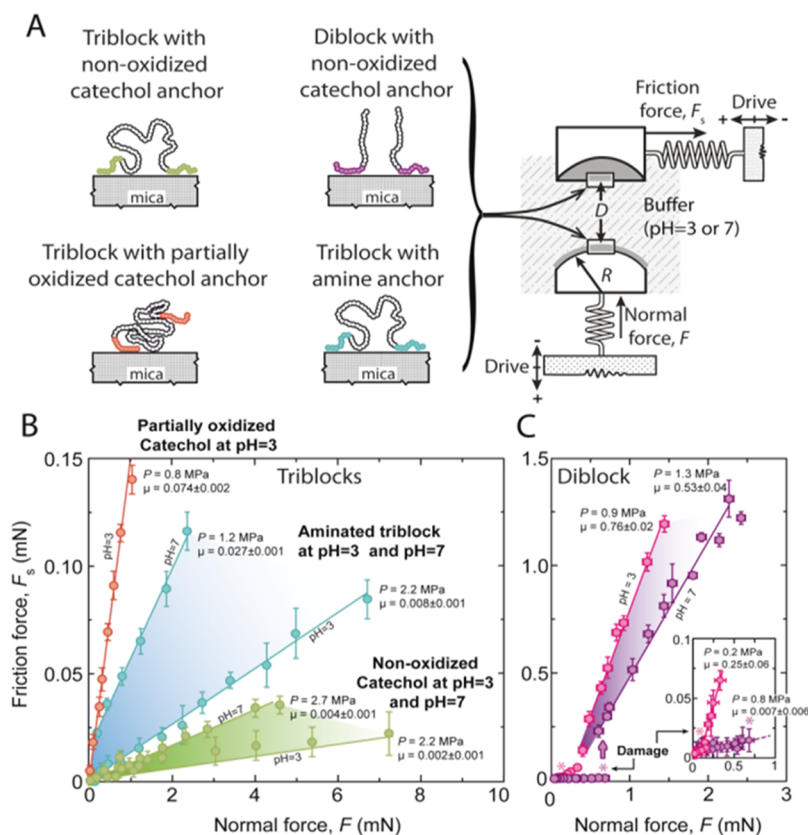 A
Triblock with
non-oxidized
catechol anchor
mica
Diblock with
non-oxidized
catechol anchor
mica
Triblock with partially
oxidized catechol anchor
mica
Triblock with
amine anchor
mica
Friction
force, Fs
Drive
+ -
D
Buffer
(pH=3 or 7)
R
Normal
force, F
Drive
-
+
B
Partially oxidized
Catechol at pH=3
Triblocks
P = 0.8 MPa
μ = 0.074±0.002
pH=3
pH=7
P = 1.2 MPa
μ = 0.027±0.001
Aminated triblock
at pH=3 and pH=7
P = 2.2 MPa
μ = 0.008±0.001
pH=3
Non-oxidized
Catechol at pH=3
and pH=7
pH=7
P = 2.7 MPa
μ = 0.004±0.001
P = 2.2 MPa
μ = 0.002±0.001
pH=3
Friction force, Fs (mN)
0.15
0.10
0.05
0
0 2 4 6 8
Normal force, F (mN)
C
Diblock
P = 1.3 MPa
μ = 0.53±0.04
P = 0.9 MPa
μ = 0.76±0.02
pH = 3
pH = 7
1.5
1.2
0.9
0.6
0.3
0
0 1 2 3
Normal force, F (mN)
Damage
*
*
0.1
0.05
0
0 0.5 1
P = 0.2 MPa
μ = 0.25±0.06
P = 0.8 MPa
μ = 0.007±0.006
*
*